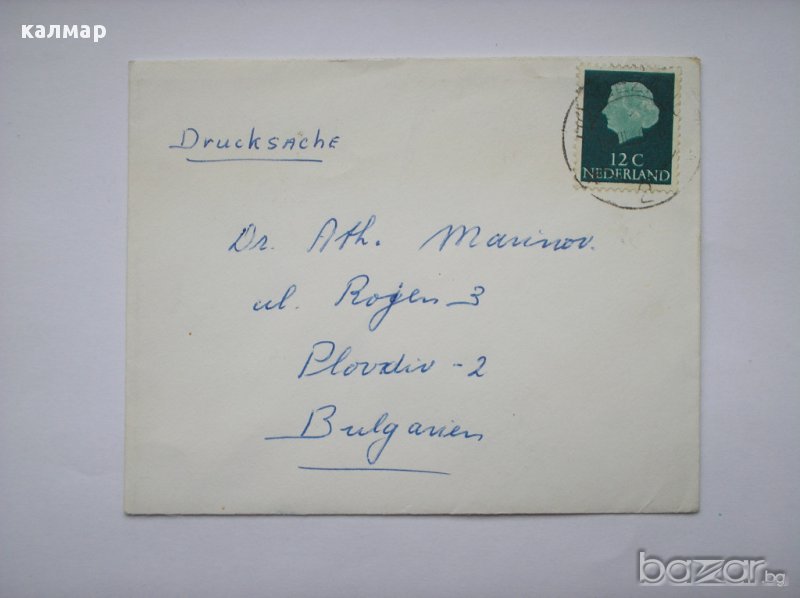 калмар
12 C
NEDERLAND
Drucksache
Dr. Ath. Marinov.
ul. Rojen 3
Plovdiv - 2
Bulgarien
bazar.bg